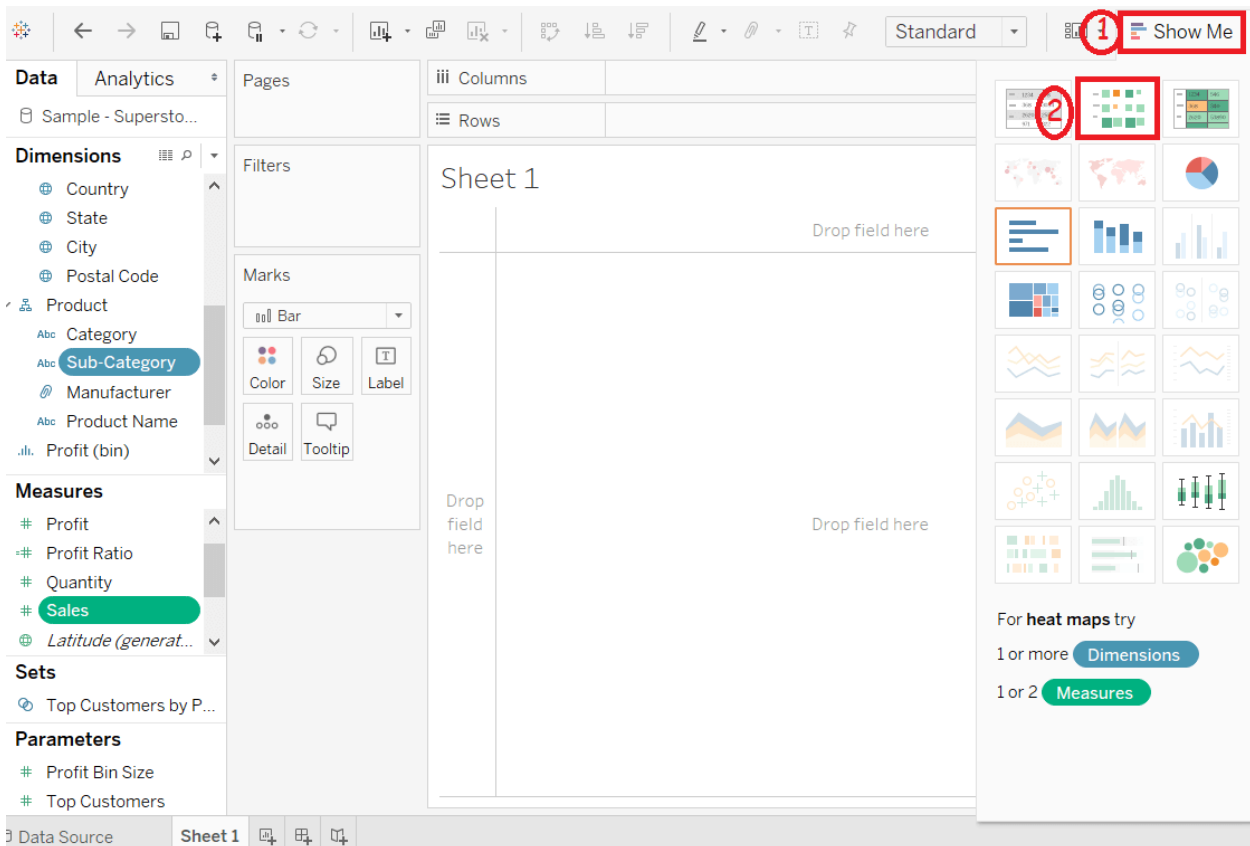 Standard
1
Show Me
Data
Analytics
Pages
Columns
Sample - Supersto...
Rows
2
Dimensions
Filters
Sheet 1
Country
State
City
Drop field here
Postal Code
Marks
Product
Bar
Abc Category
Abc Sub-Category
Color Size Label
Manufacturer
Abc Product Name
Detail Tooltip
Profit (bin)
Measures
Drop
field
here
Drop field here
# Profit
=# Profit Ratio
# Quantity
# Sales
Latitude (generat...
For heat maps try
1 or more Dimensions
1 or 2 Measures
Sets
Top Customers by P...
Parameters
# Profit Bin Size
# Top Customers
Data Source
Sheet 1